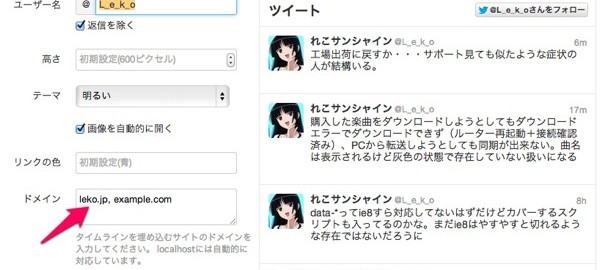 ユーザー名 @ L_e_k_o
返信を除く
高さ 初期設定(600ピクセル)
テーマ 明るい
画像を自動的に開く
リンクの色 初期設定(青)
ドメイン leko.jp, example.com
タイムラインを埋め込むサイトのドメインを
入力してください。 localhostには自動的に
対応しています。
ツイート
@L_e_k_oさんをフォロー
れこサンシャイン @L_e_k_o 6m
工場出荷に戻すか・・・サポート見ても似たような症状の
人が結構いる。
れこサンシャイン @L_e_k_o 17m
購入した楽曲をダウンロードしようとしてもダウンロード
エラーでダウンロードできず（ルーター再起動＋接続確認
済み）、PCから転送しようとしても同期が出来ない。曲名
は表示されるけど灰色の状態で存在していない扱いになる
れこサンシャイン @L_e_k_o 8h
data-*ってie8すら対応してないはずだけどカバーするスク
リプトも入ってるのかな。まだie8はやすやすと切れるよう
な存在ではないだろうに